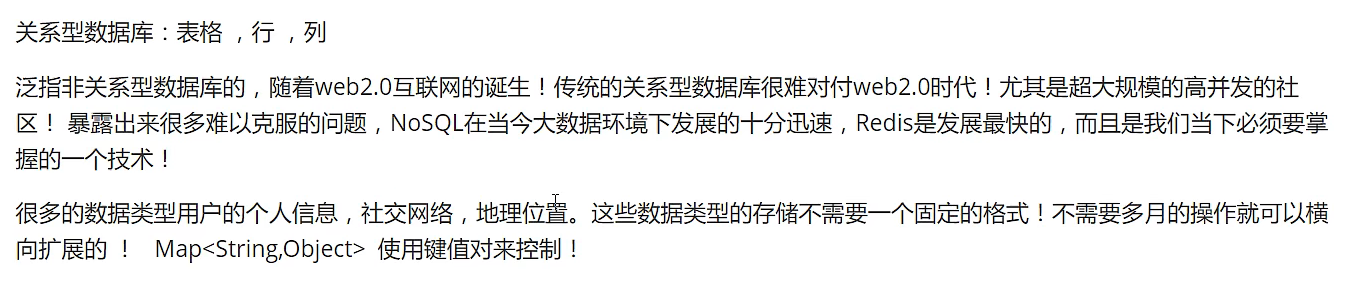 关系型数据库：表格 ，行 ，列
泛指非关系型数据库的，随着web2.0互联网的诞生！传统的关系型数据库很难对付web2.0时代！尤其是超大规模的高并发的社
区！ 暴露出来很多难以克服的问题，NoSQL在当今大数据环境下发展的十分迅速，Redis是发展最快的，而且是我们当下必须要掌
握的一个技术！
很多的数据类型用户的个人信息，社交网络，地理位置。这些数据类型的存储不需要一个固定的格式！不需要多月的操作就可以横
向扩展的 ！ Map<String,Object> 使用键值对来控制！